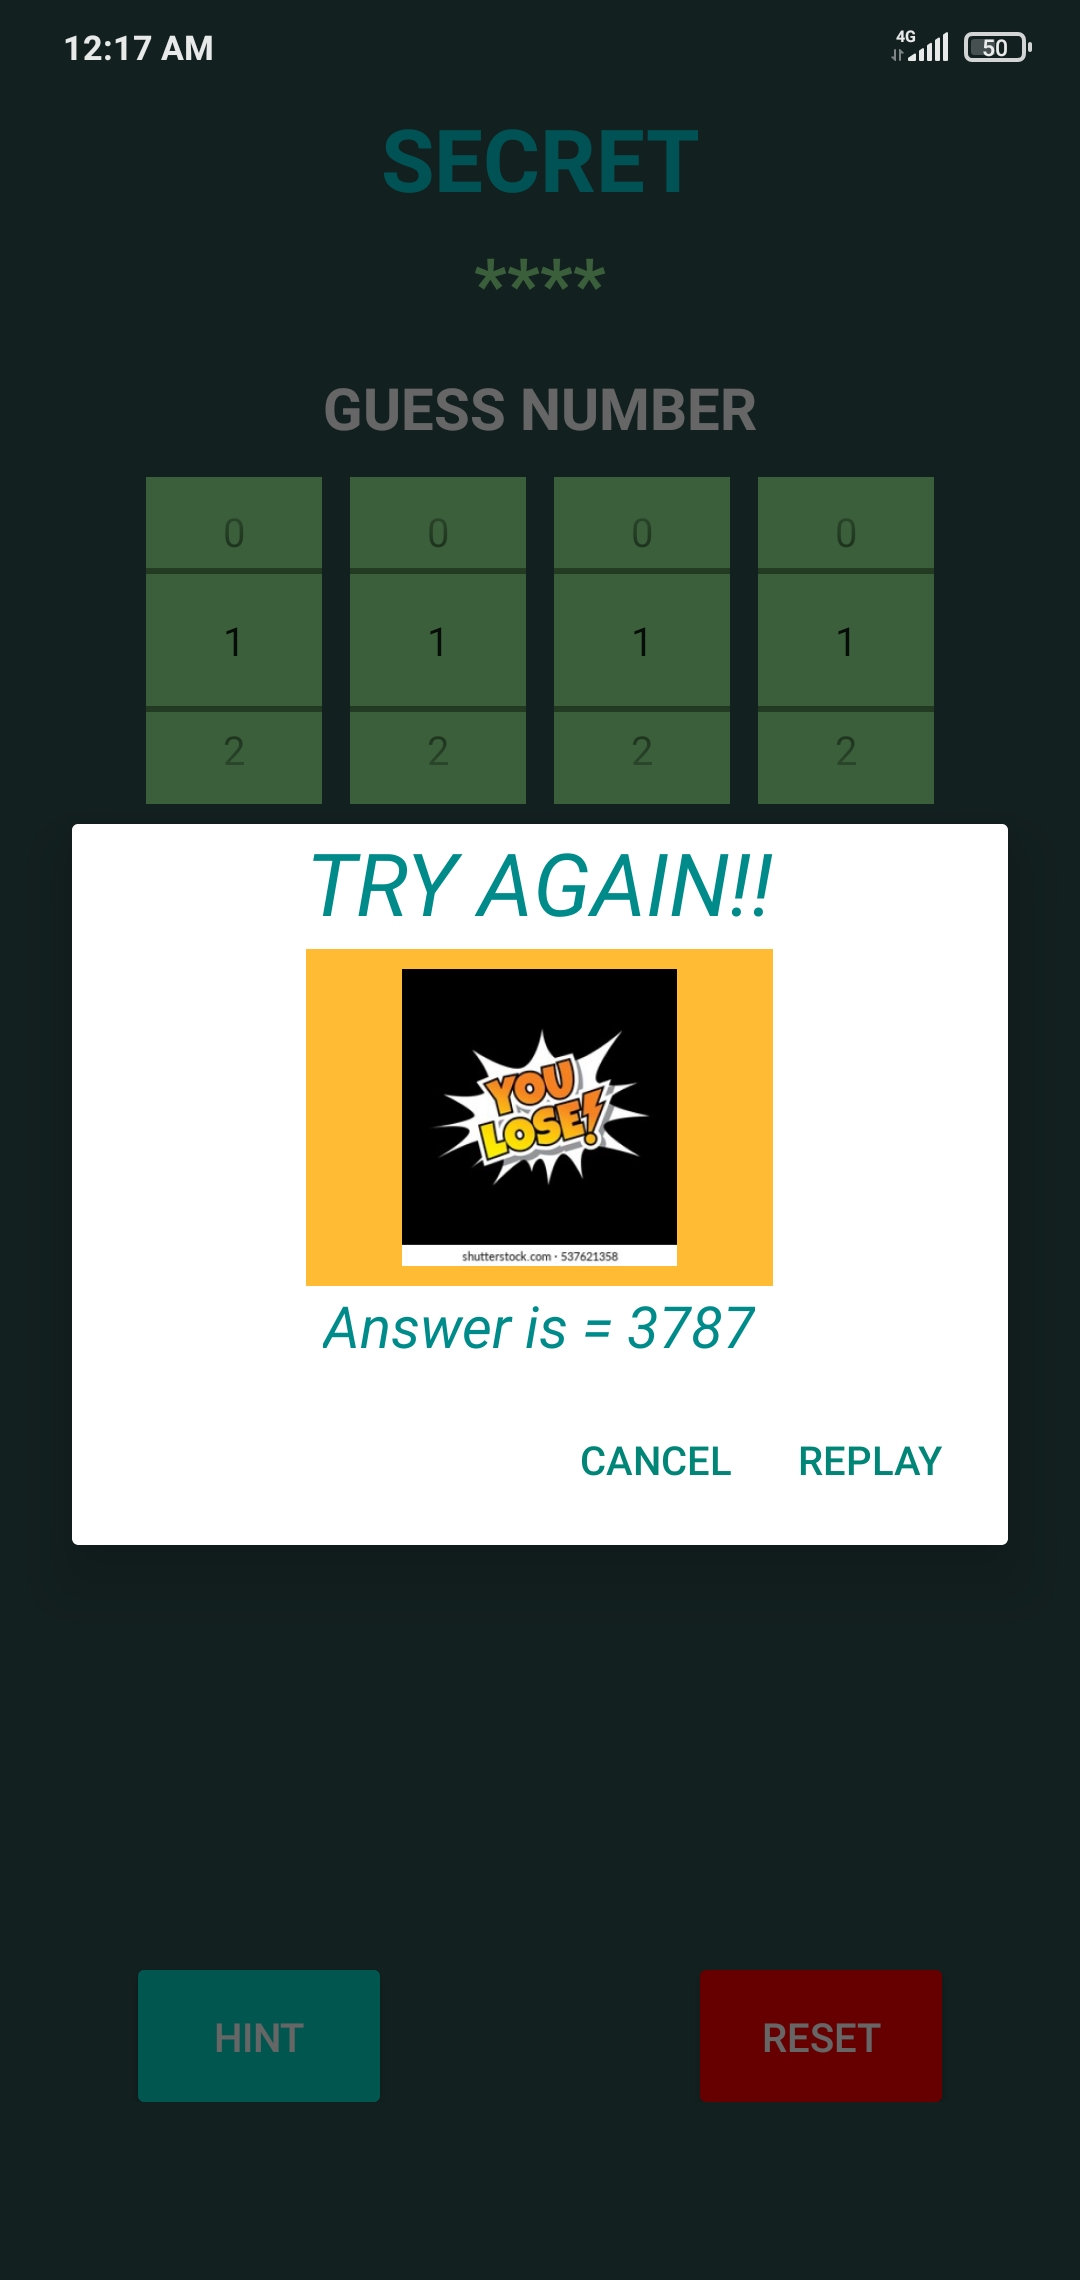 12:17 AM 4G 50
SECRET
****
GUESS NUMBER
0 0 0 0
1 1 1 1
2 2 2 2
TRY AGAIN!!
YOU
LOSE!
shutterstock.com · 537621358
Answer is = 3787
CANCEL REPLAY
HINT RESET